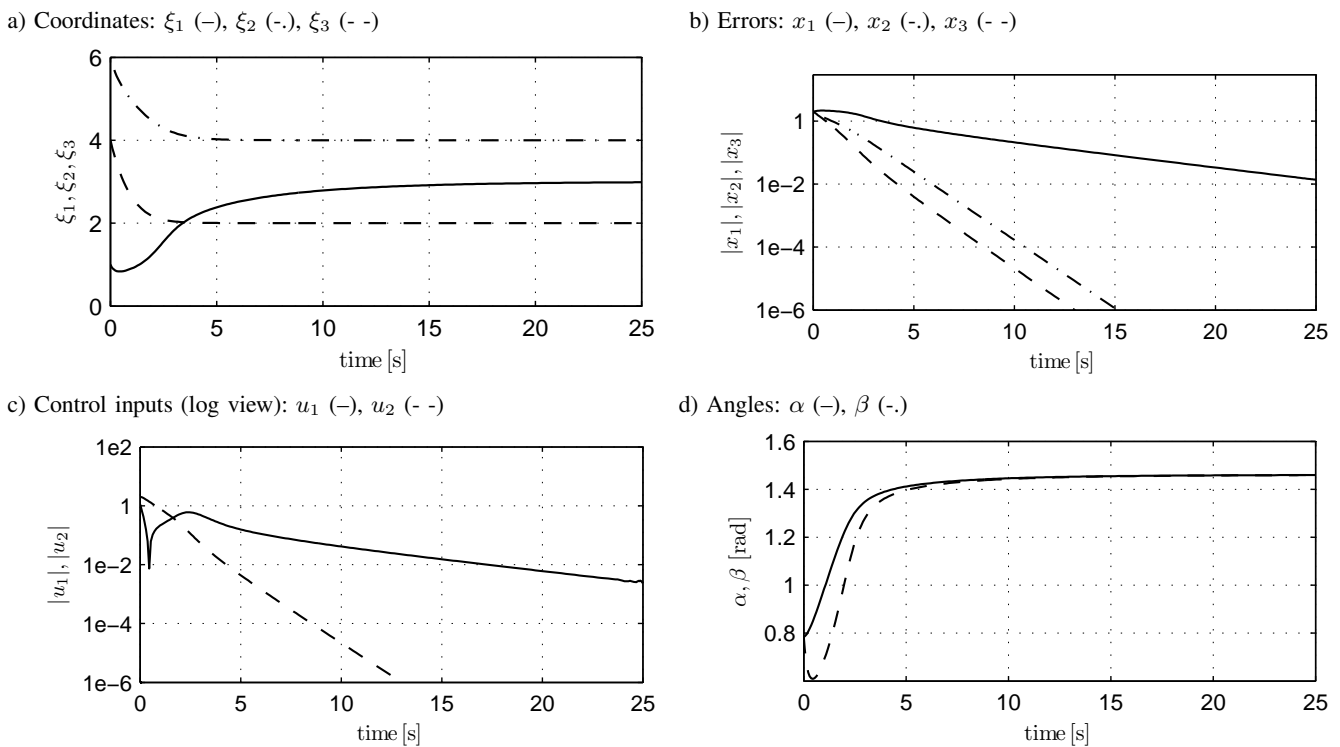 a) Coordinates: ξ₁ (–), ξ₂ (-.), ξ₃ (- -)
6
4
2
0
ξ₁, ξ₂, ξ₃
0 5 10 15 20 25
time [s]
b) Errors: x₁ (–), x₂ (-.), x₃ (- -)
1
1e−2
1e−4
1e−6
|x₁|, |x₂|, |x₃|
0 5 10 15 20 25
time [s]
c) Control inputs (log view): u₁ (–), u₂ (- -)
1e2
1
1e−2
1e−4
1e−6
|u₁|, |u₂|
0 5 10 15 20 25
time [s]
d) Angles: α (–), β (-.)
1.6
1.4
1.2
1
0.8
α, β [rad]
0 5 10 15 20 25
time [s]